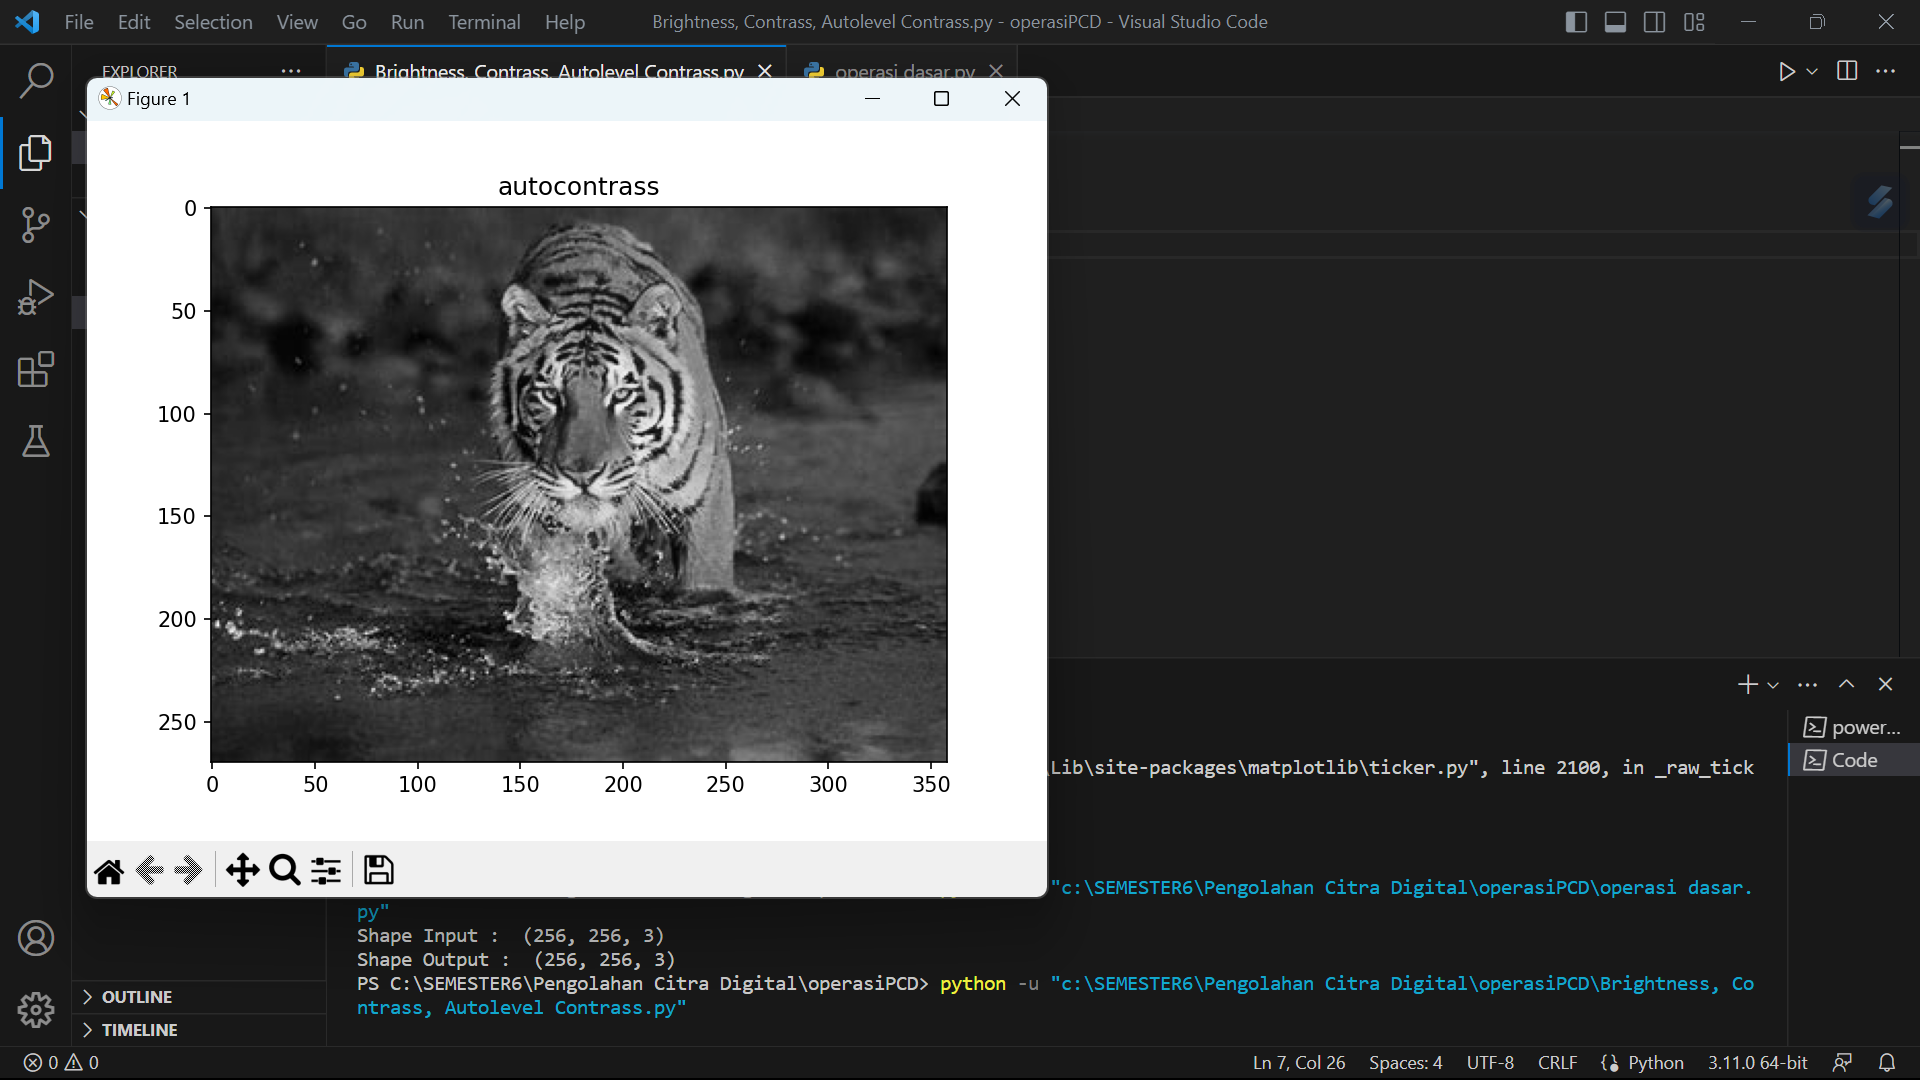 File Edit Selection View Go Run Terminal Help
Brightness, Contrass, Autolevel Contrass.py - operasiPCD - Visual Studio Code
EXPLORER
Brightness, Contrass, Autolevel Contrass.py
operasi dasar.py
Figure 1
autocontrass
0
50
100
150
200
250
0 50 100 150 200 250 300 350
power...
Code
\Lib\site-packages\matplotlib\ticker.py", line 2100, in _raw_tick
"c:\SEMESTER6\Pengolahan Citra Digital\operasiPCD\operasi dasar.
py"
Shape Input : (256, 256, 3)
Shape Output : (256, 256, 3)
PS C:\SEMESTER6\Pengolahan Citra Digital\operasiPCD> python -u "c:\SEMESTER6\Pengolahan Citra Digital\operasiPCD\Brightness, Co
ntrass, Autolevel Contrass.py"
OUTLINE
TIMELINE
0 0
Ln 7, Col 26 Spaces: 4 UTF-8 CRLF Python 3.11.0 64-bit